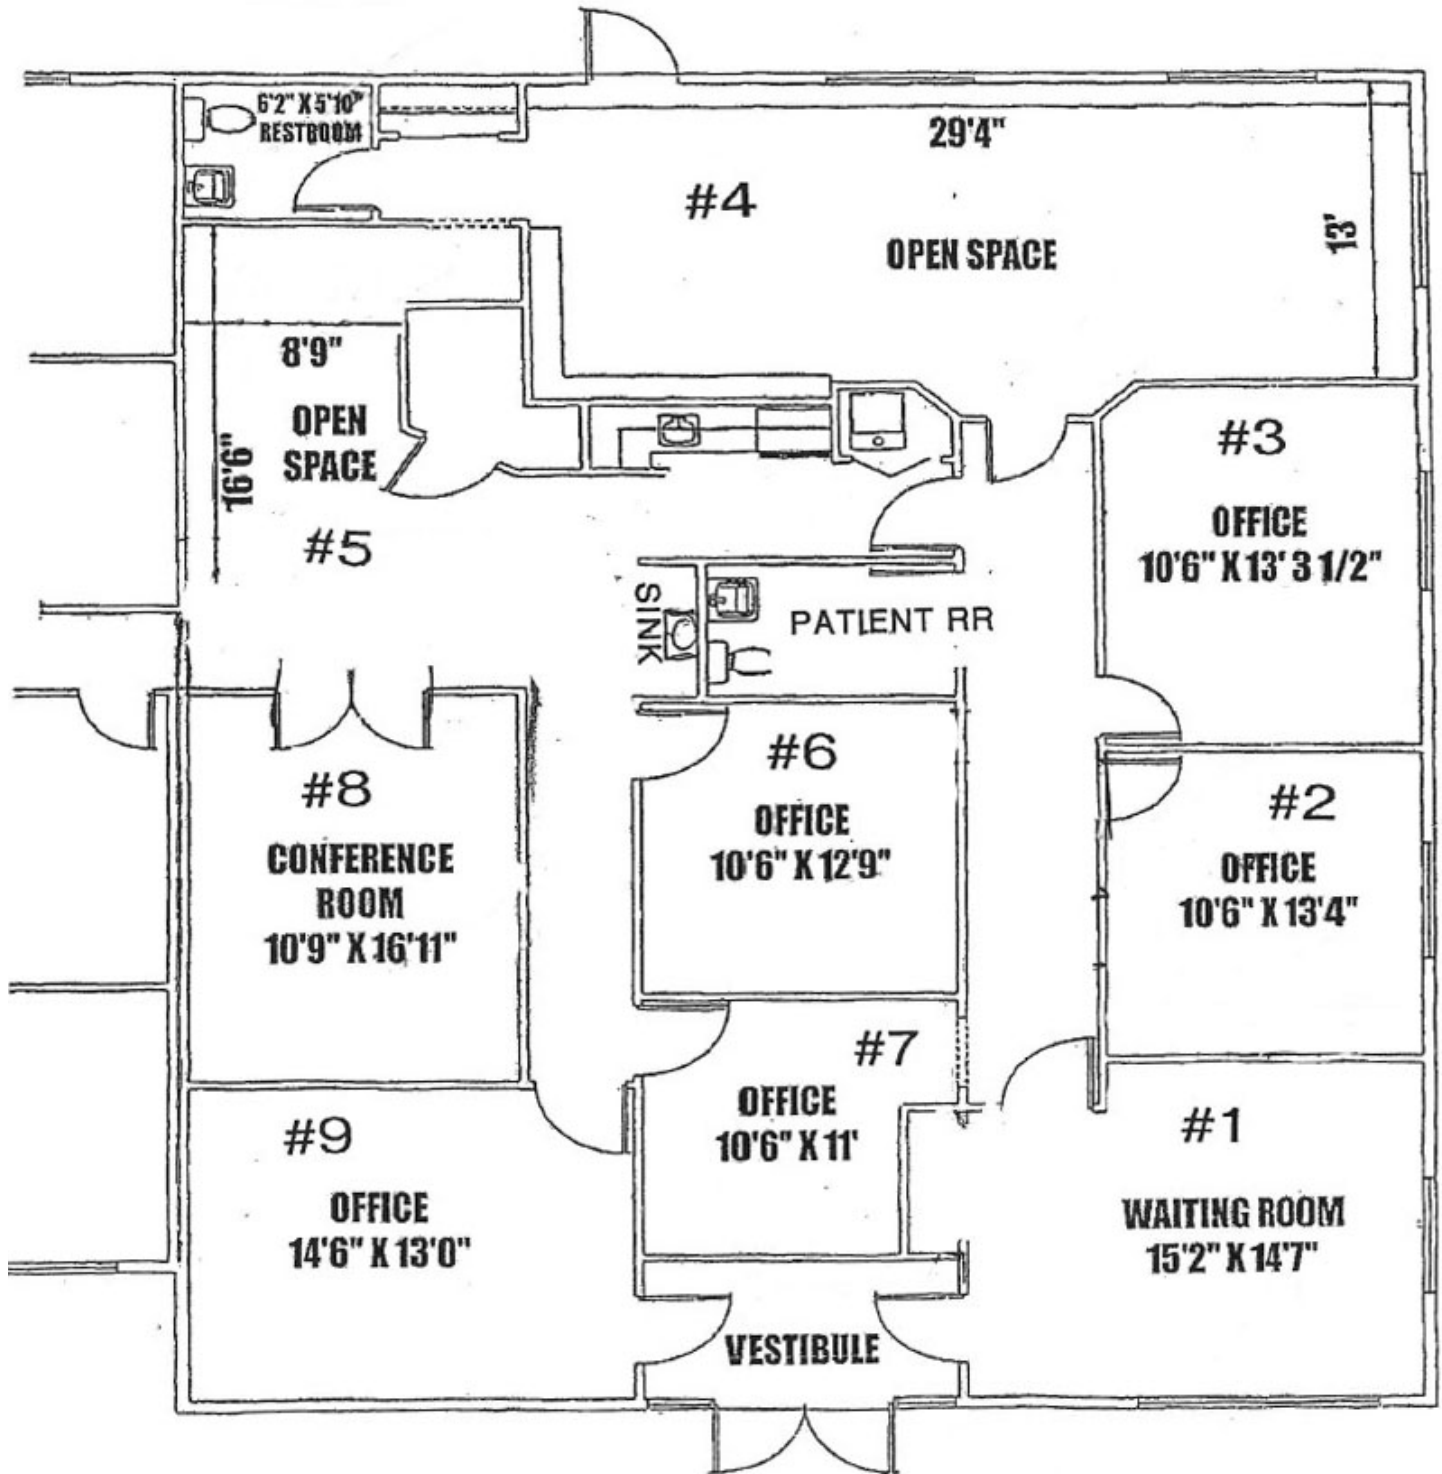 6'2" X 5'10"
RESTROOM
29'4"
#4
OPEN SPACE
13'
8'9"
OPEN
SPACE
16'6"
#5
#3
OFFICE
10'6" X 13' 3 1/2"
SINK
PATIENT RR
#8
CONFERENCE
ROOM
10'9" X 16'11"
#6
OFFICE
10'6" X 12'9"
#2
OFFICE
10'6" X 13'4"
#7
OFFICE
10'6" X 11'
#9
OFFICE
14'6" X 13'0"
#1
WAITING ROOM
15'2" X 14'7"
VESTIBULE